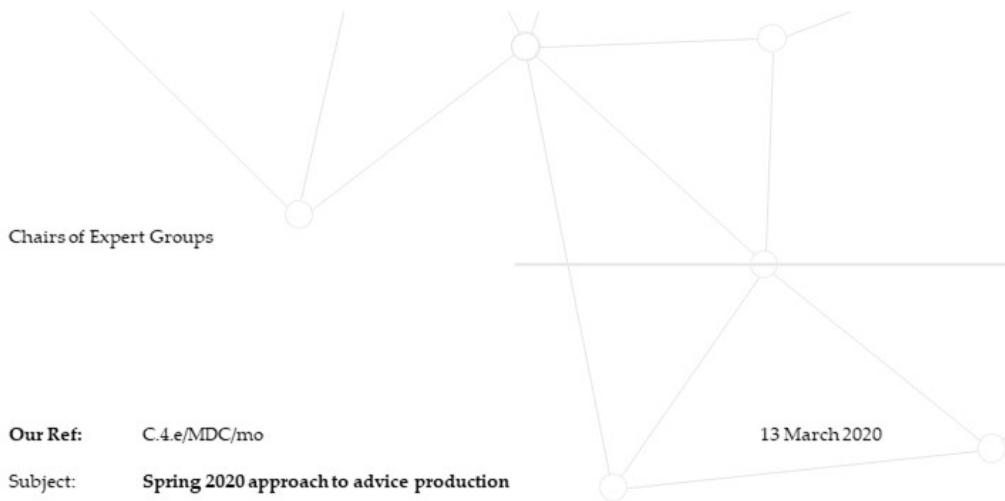 Chairs of Expert Groups
Our Ref: C.4.e/MDC/mo 13 March 2020
Subject: Spring 2020 approach to advice production